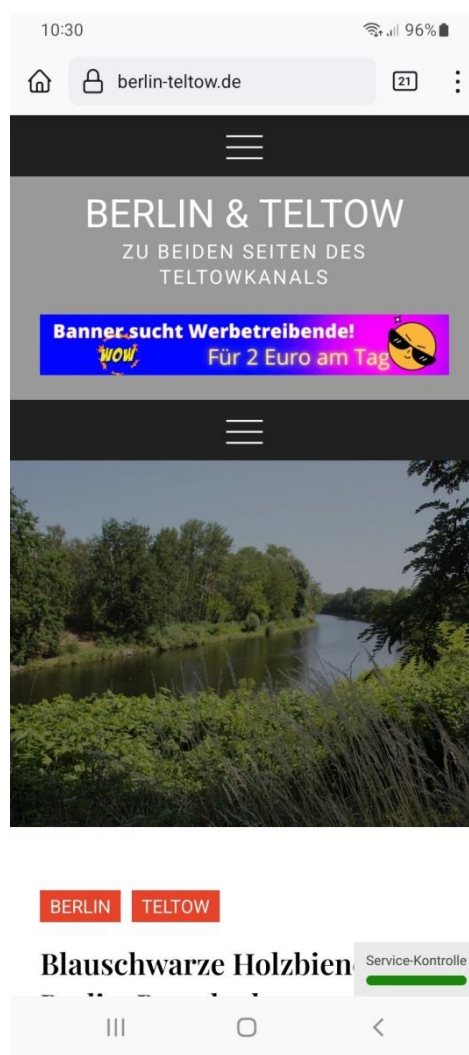 10:30
96%
berlin-teltow.de
21
BERLIN & TELTOW
ZU BEIDEN SEITEN DES
TELTOWKANALS
Banner sucht Werbetreibende!
WOW
Für 2 Euro am Tag
BERLIN
TELTOW
Blauschwarze Holzbien
Service-Kontrolle